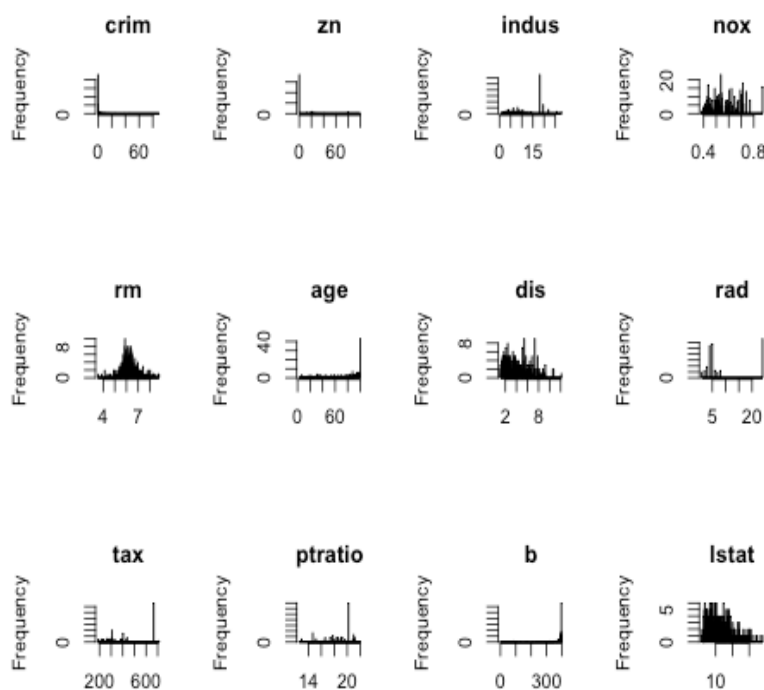 crim zn indus nox
Frequency 0 Frequency 0 Frequency 0 Frequency 0 20
0 60 0 60 0 15 0.4 0.8
rm age dis rad
Frequency 0 8 Frequency 0 40 Frequency 0 8 Frequency 0
4 7 0 60 2 8 5 20
tax ptratio b lstat
Frequency 0 Frequency 0 Frequency 0 Frequency 0 5
200 600 14 20 0 300 10